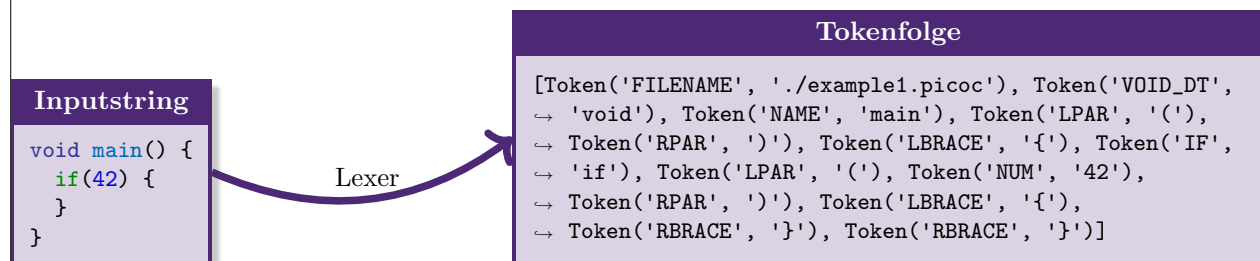 Inputstring
void main() {
  if(42) {
  }
}
Lexer
Tokenfolge
[Token('FILENAME', './example1.picoc'), Token('VOID_DT',
↪ 'void'), Token('NAME', 'main'), Token('LPAR', '('),
↪ Token('RPAR', ')'), Token('LBRACE', '{'), Token('IF',
↪ 'if'), Token('LPAR', '('), Token('NUM', '42'),
↪ Token('RPAR', ')'), Token('LBRACE', '{'),
↪ Token('RBRACE', '}'), Token('RBRACE', '}')]